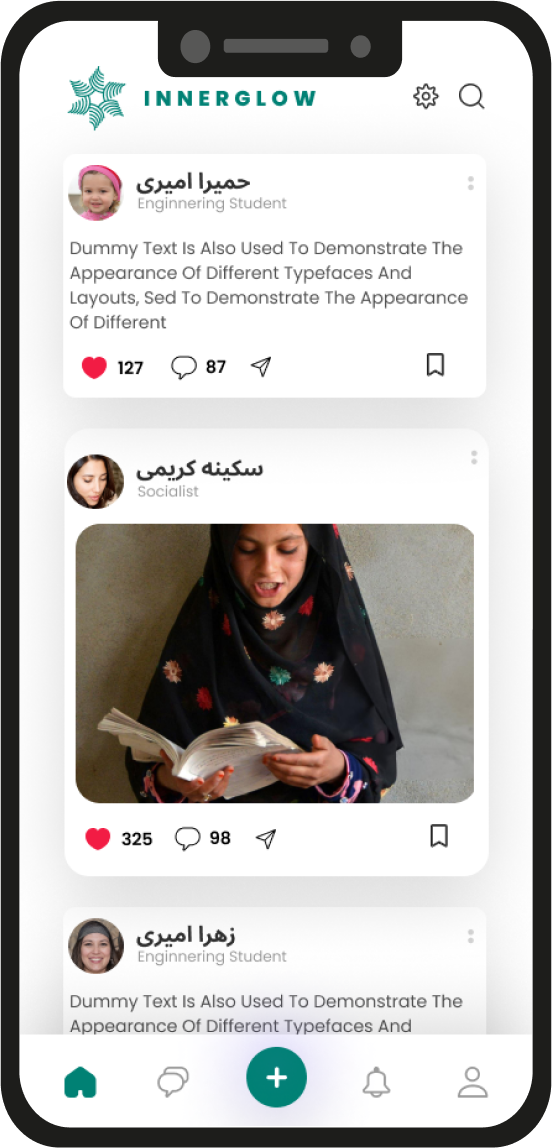 INNERGLOW
حمیرا امیری
Enginnering Student
Dummy Text Is Also Used To Demonstrate The
Appearance Of Different Typefaces And
Layouts, Sed To Demonstrate The Appearance
Of Different
127 87
سکینه کریمی
Socialist
325 98
زهرا امیری
Enginnering Student
Dummy Text Is Also Used To Demonstrate The
Appearance Of Different Typefaces And